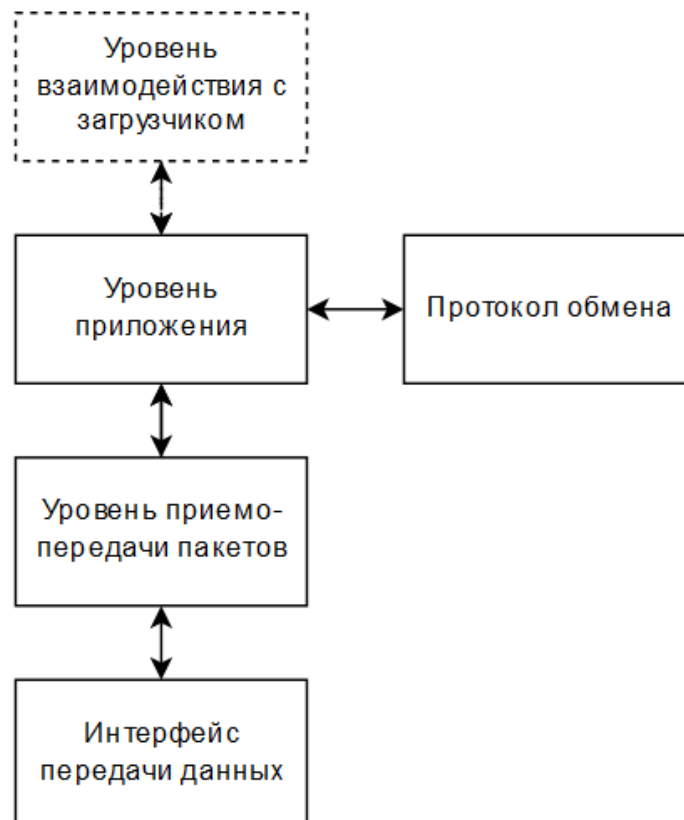 Уровень
взаимодействия с
загрузчиком
Уровень
приложения
Протокол обмена
Уровень приемо-
передачи пакетов
Интерфейс
передачи данных